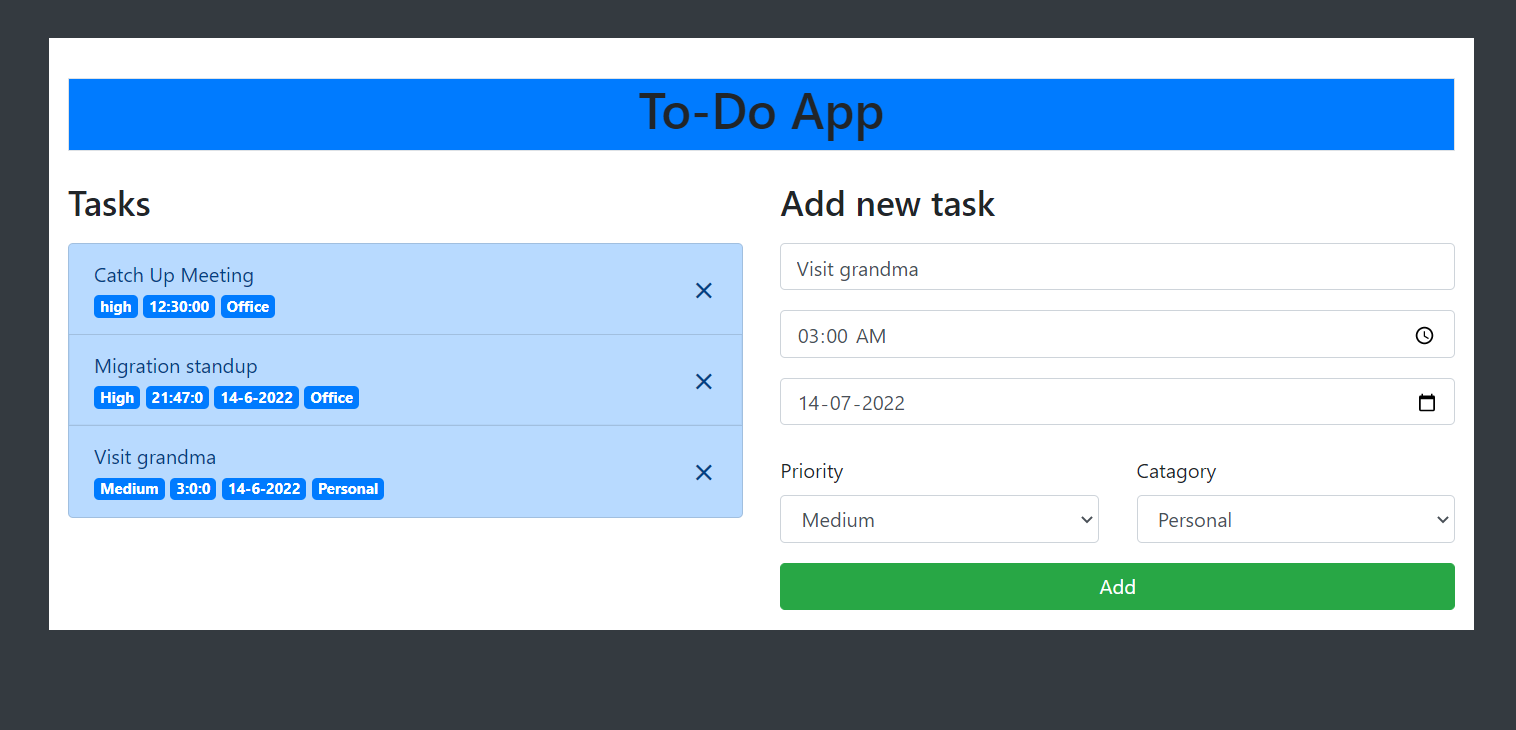 To-Do App
Tasks
Catch Up Meeting
high 12:30:00 Office
Migration standup
High 21:47:0 14-6-2022 Office
Visit grandma
Medium 3:0:0 14-6-2022 Personal
Add new task
Visit grandma
03:00 AM
14-07-2022
Priority Catagory
Medium Personal
Add